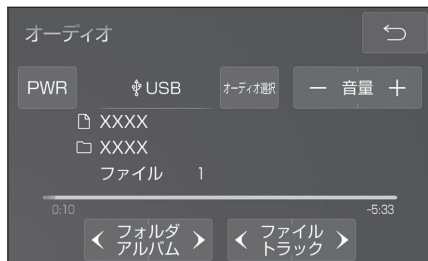 オーディオ
PWR
USB
オーディオ選択
− 音量 +
XXXX
XXXX
ファイル 1
0:10
-5:33
フォルダ
アルバム
ファイル
トラック